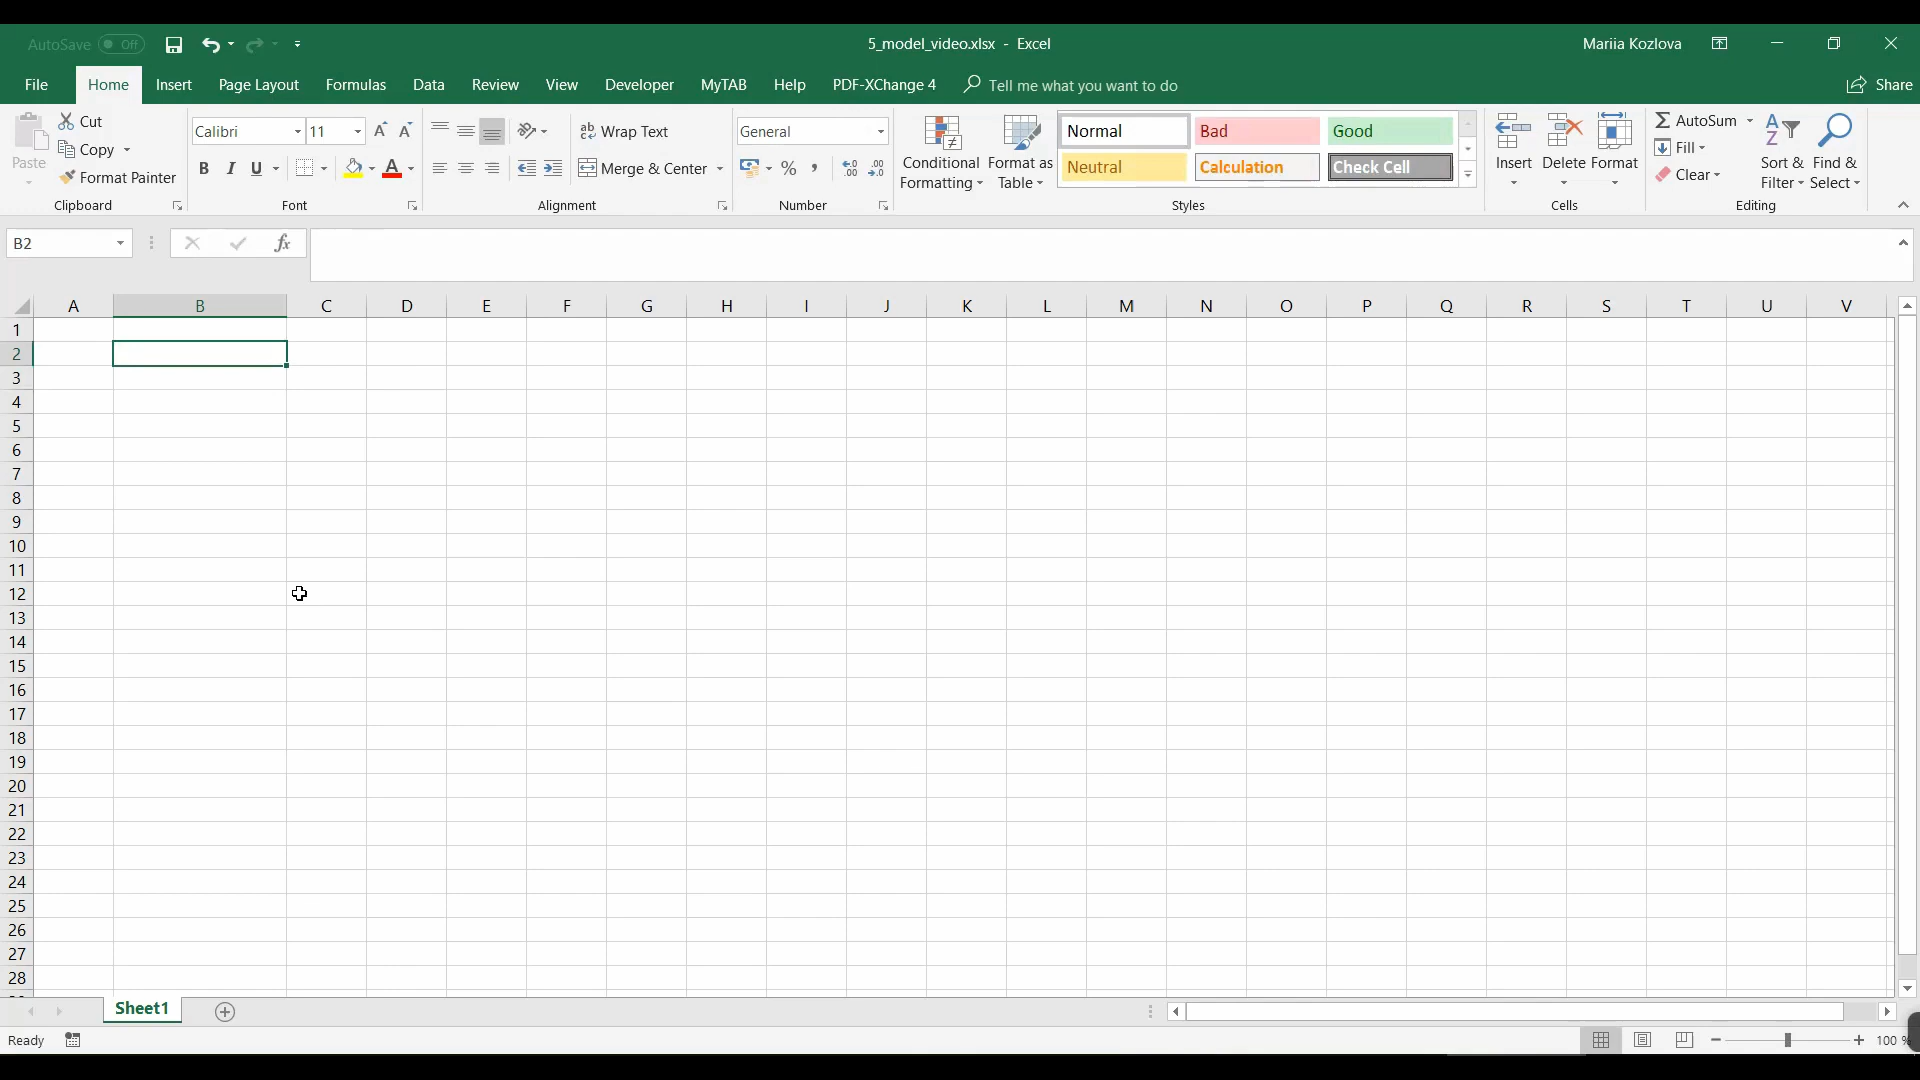 AutoSave Off 5_model_video.xlsx - Excel Mariia Kozlova
File Home Insert Page Layout Formulas Data Review View Developer MyTAB Help PDF-XChange 4 Tell me what you want to do Share
Paste Cut Copy Format Painter
Clipboard
Calibri 11
B I U A
Font
ab Wrap Text
Merge & Center
Alignment
General
% ,
Number
Conditional Formatting
Format as Table
Normal Bad Good
Neutral Calculation Check Cell
Styles
Insert Delete Format
Cells
AutoSum
Fill
Clear
Sort & Filter
Find & Select
Editing
B2 fx
A B C D E F G H I J K L M N O P Q R S T U V
1
2
3
4
5
6
7
8
9
10
11
12
13
14
15
16
17
18
19
20
21
22
23
24
25
26
27
28
Sheet1
Ready 100 %